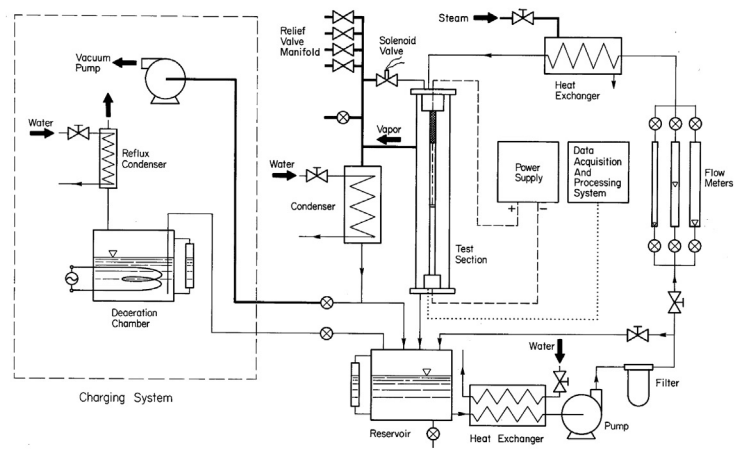 Steam
Relief
Valve
Manifold
Solenoid
Valve
Vacuum
Pump
Heat
Exchanger
Water
Vapor
Reflux
Condenser
Water
Power
Supply
+ −
Data
Acquisition
And
Processing
System
Flow
Meters
Condenser
Test
Section
Deaeration
Chamber
Water
Filter
Charging System
Pump
Reservoir
Heat Exchanger